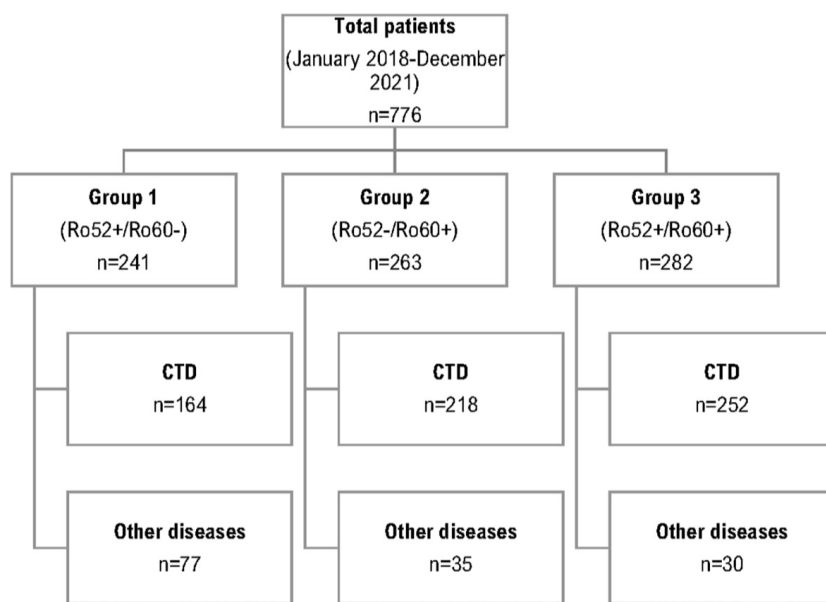 Total patients
(January 2018-December
2021)
n=776
Group 1
(Ro52+/Ro60-)
n=241
Group 2
(Ro52-/Ro60+)
n=263
Group 3
(Ro52+/Ro60+)
n=282
CTD
n=164
CTD
n=218
CTD
n=252
Other diseases
n=77
Other diseases
n=35
Other diseases
n=30